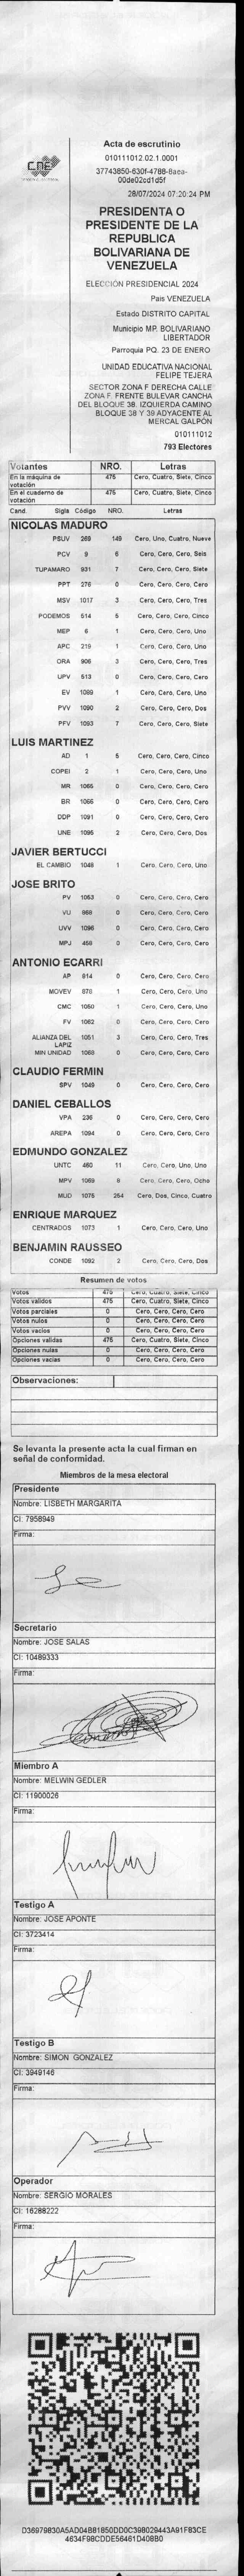 CNE
Acta de escrutinio
010111012.02.1.0001
37743850-630f-4788-8aea-
00de02cd1d5f
28/07/2024 07:20:24 PM
PRESIDENTA O
PRESIDENTE DE LA
REPUBLICA
BOLIVARIANA DE
VENEZUELA
ELECCIÓN PRESIDENCIAL 2024
Pais VENEZUELA
Estado DISTRITO CAPITAL
Municipio MP. BOLIVARIANO
LIBERTADOR
Parroquia PQ. 23 DE ENERO
UNIDAD EDUCATIVA NACIONAL
FELIPE TEJERA
SECTOR ZONA F DERECHA CALLE
ZONA F. FRENTE BULEVAR CANCHA
DEL BLOQUE 38. IZQUIERDA CAMINO
BLOQUE 38 Y 39 ADYACENTE AL
MERCAL GALPÓN
010111012
793 Electores
Votantes NRO. Letras
En la máquina de votación 475 Cero, Cuatro, Siete, Cinco
En el cuaderno de votación 475 Cero, Cuatro, Siete, Cinco
Cand. Sigla Código NRO. Letras
NICOLAS MADURO
PSUV 269 149 Cero, Uno, Cuatro, Nueve
PCV 9 6 Cero, Cero, Cero, Seis
TUPAMARO 931 7 Cero, Cero, Cero, Siete
PPT 276 0 Cero, Cero, Cero, Cero
MSV 1017 3 Cero, Cero, Cero, Tres
PODEMOS 514 5 Cero, Cero, Cero, Cinco
MEP 6 1 Cero, Cero, Cero, Uno
APC 219 1 Cero, Cero, Cero, Uno
ORA 906 3 Cero, Cero, Cero, Tres
UPV 513 0 Cero, Cero, Cero, Cero
EV 1089 1 Cero, Cero, Cero, Uno
PVV 1090 2 Cero, Cero, Cero, Dos
PFV 1093 7 Cero, Cero, Cero, Siete
LUIS MARTINEZ
AD 1 5 Cero, Cero, Cero, Cinco
COPEI 2 1 Cero, Cero, Cero, Uno
MR 1065 0 Cero, Cero, Cero, Cero
BR 1066 0 Cero, Cero, Cero, Cero
DDP 1091 0 Cero, Cero, Cero, Cero
UNE 1095 2 Cero, Cero, Cero, Dos
JAVIER BERTUCCI
EL CAMBIO 1048 1 Cero, Cero, Cero, Uno
JOSE BRITO
PV 1053 0 Cero, Cero, Cero, Cero
VU 968 0 Cero, Cero, Cero, Cero
UVV 1096 0 Cero, Cero, Cero, Cero
MPJ 458 0 Cero, Cero, Cero, Cero
ANTONIO ECARRI
AP 914 0 Cero, Cero, Cero, Cero
MOVEV 878 1 Cero, Cero, Cero, Uno
CMC 1050 1 Cero, Cero, Cero, Uno
FV 1062 0 Cero, Cero, Cero, Cero
ALIANZA DEL LAPIZ 1051 3 Cero, Cero, Cero, Tres
MIN UNIDAD 1088 0 Cero, Cero, Cero, Cero
CLAUDIO FERMIN
SPV 1049 0 Cero, Cero, Cero, Cero
DANIEL CEBALLOS
VPA 236 0 Cero, Cero, Cero, Cero
AREPA 1094 0 Cero, Cero, Cero, Cero
EDMUNDO GONZALEZ
UNTC 460 11 Cero, Cero, Uno, Uno
MPV 1069 8 Cero, Cero, Cero, Ocho
MUD 1075 254 Cero, Dos, Cinco, Cuatro
ENRIQUE MARQUEZ
CENTRADOS 1073 1 Cero, Cero, Cero, Uno
BENJAMIN RAUSSEO
CONDE 1092 2 Cero, Cero, Cero, Dos
Resumen de votos
Votos 475 Cero, Cuatro, Siete, Cinco
Votos validos 475 Cero, Cuatro, Siete, Cinco
Votos parciales 0 Cero, Cero, Cero, Cero
Votos nulos 0 Cero, Cero, Cero, Cero
Votos vacios 0 Cero, Cero, Cero, Cero
Opciones validas 475 Cero, Cuatro, Siete, Cinco
Opciones nulas 0 Cero, Cero, Cero, Cero
Opciones vacias 0 Cero, Cero, Cero, Cero
Observaciones:
Se levanta la presente acta la cual firman en
señal de conformidad.
Miembros de la mesa electoral
Presidente
Nombre: LISBETH MARGARITA
CI: 7958949
Firma:
Secretario
Nombre: JOSE SALAS
CI: 10489333
Firma:
Miembro A
Nombre: MELWIN GEDLER
CI: 11900026
Firma:
Testigo A
Nombre: JOSE APONTE
CI: 3723414
Firma:
Testigo B
Nombre: SIMON GONZALEZ
CI: 3949146
Firma:
Operador
Nombre: SERGIO MORALES
CI: 16288222
Firma:
D36979830A5AD04B81850DD0C398029443A91F83CE
4634F98CDDE56461D408B0